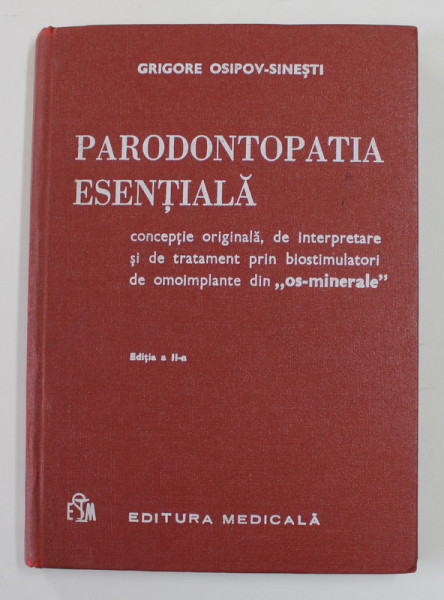 GRIGORE OSIPOV-SINEȘTI
PARODONTOPATIA
ESENȚIALĂ
concepție originală, de interpretare
și de tratament prin biostimulatori
de omoimplante din „os-minerale”
Ediția a II-a
ESM
EDITURA MEDICALĂ